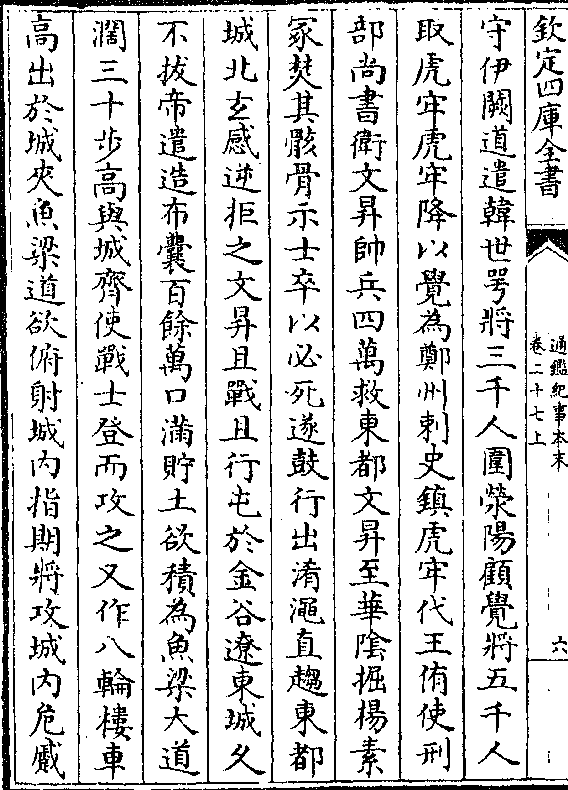 欽定四庫全書
通鑑紀事本末
卷二十七上
六
守伊闕道遣韓世咢將三千人圍滎陽顧覺將五千人
取虎牢虎牢降以覺為鄭州刺史鎮虎牢代王侑使刑
部尚書衛文昇帥兵四萬救東都文昇至華陰掘楊素
冢焚其骸骨示士卒以必死遂鼓行出淆澠直趨東都
城北玄感逆拒之文昇且戰且行屯於金谷遼東城久
不拔帝遣造布囊百餘萬口滿貯土欲積為魚梁大道
濶三十步高與城齊使戰士登而攻之又作八輪樓車
高出於城夾魚梁道欲俯射城内指期將攻城内危蹙